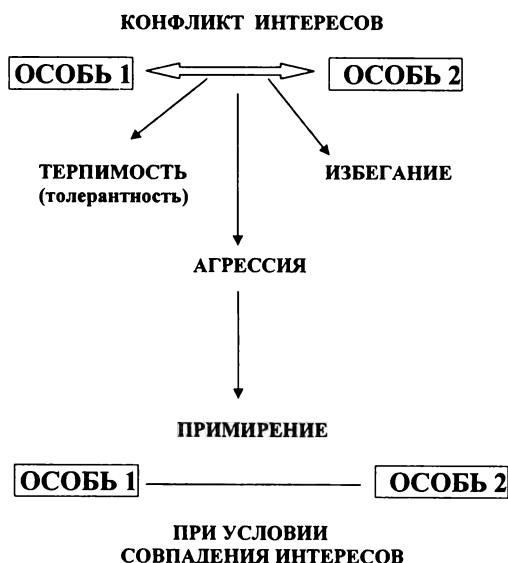 КОНФЛИКТ ИНТЕРЕСОВ
ОСОБЬ 1
ОСОБЬ 2
ТЕРПИМОСТЬ
(толерантность)
ИЗБЕГАНИЕ
АГРЕССИЯ
ПРИМИРЕНИЕ
ОСОБЬ 1
ОСОБЬ 2
ПРИ УСЛОВИИ
СОВПАДЕНИЯ ИНТЕРЕСОВ